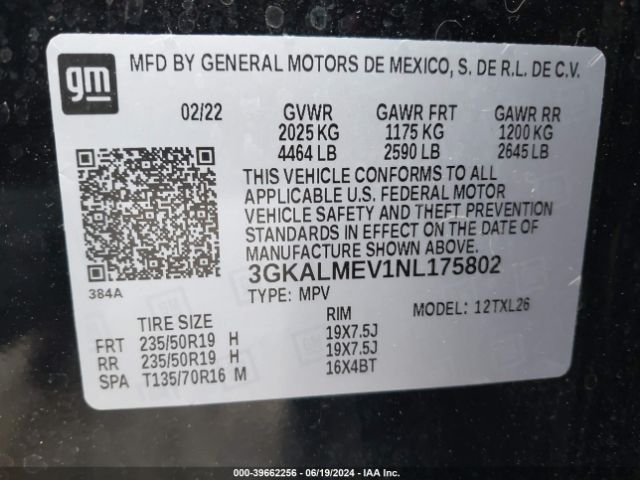 gm
MFD BY GENERAL MOTORS DE MEXICO, S. DE R.L. DE C.V.
02/22 GVWR GAWR FRT GAWR RR
2025 KG 1175 KG 1200 KG
4464 LB 2590 LB 2645 LB
THIS VEHICLE CONFORMS TO ALL
APPLICABLE U.S. FEDERAL MOTOR
VEHICLE SAFETY AND THEFT PREVENTION
STANDARDS IN EFFECT ON THE DATE OF
MANUFACTURE SHOWN ABOVE.
384A
3GKALMEV1NL175802
TYPE: MPV MODEL: 12TXL26
TIRE SIZE RIM
FRT 235/50R19 H 19X7.5J
RR 235/50R19 H 19X7.5J
SPA T135/70R16 M 16X4BT
000-39662256 - 06/19/2024 - IAA Inc.